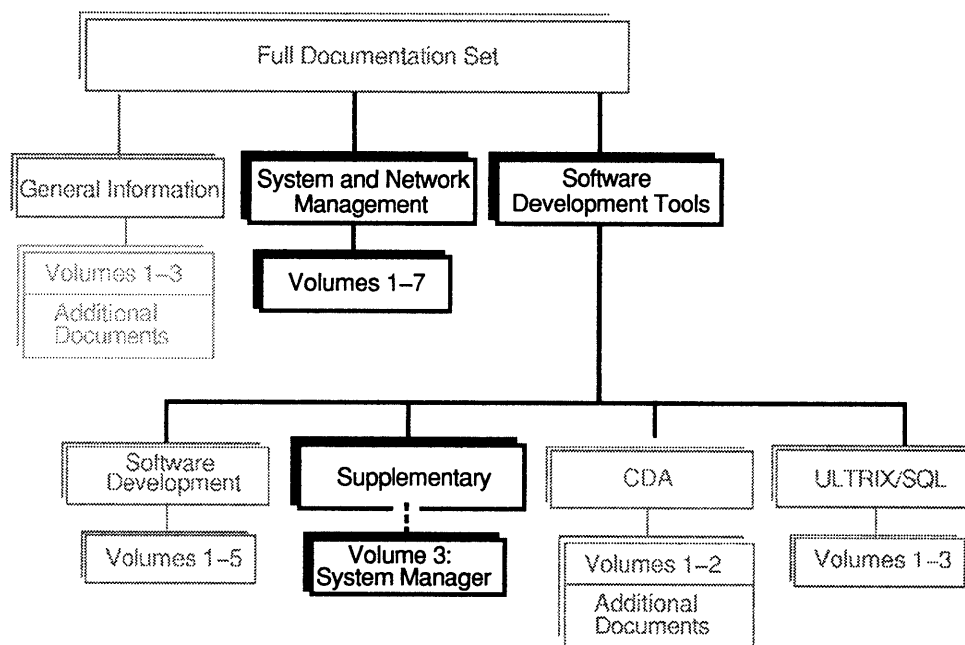 Full Documentation Set
General Information
System and Network
Management
Software
Development Tools
Volumes 1–3
Additional
Documents
Volumes 1–7
Software
Development
Supplementary
CDA
ULTRIX/SQL
Volumes 1–5
Volume 3:
System Manager
Volumes 1–2
Additional
Documents
Volumes 1–3